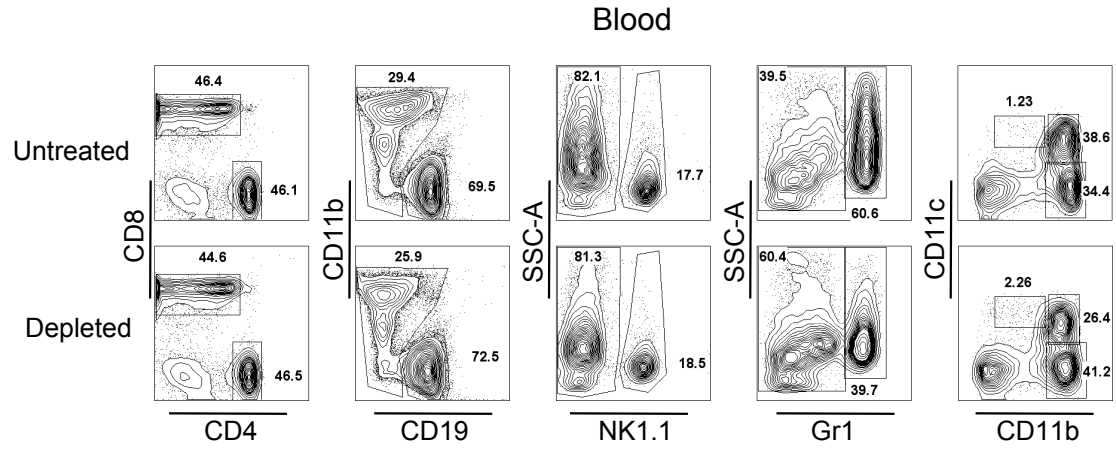 Blood
Untreated
CD8
46.4
46.1
CD11b
29.4
69.5
SSC-A
82.1
17.7
SSC-A
39.5
60.6
CD11c
1.23
38.6
34.4
Depleted
44.6
46.5
25.9
72.5
81.3
18.5
60.4
39.7
2.26
26.4
41.2
CD4
CD19
NK1.1
Gr1
CD11b